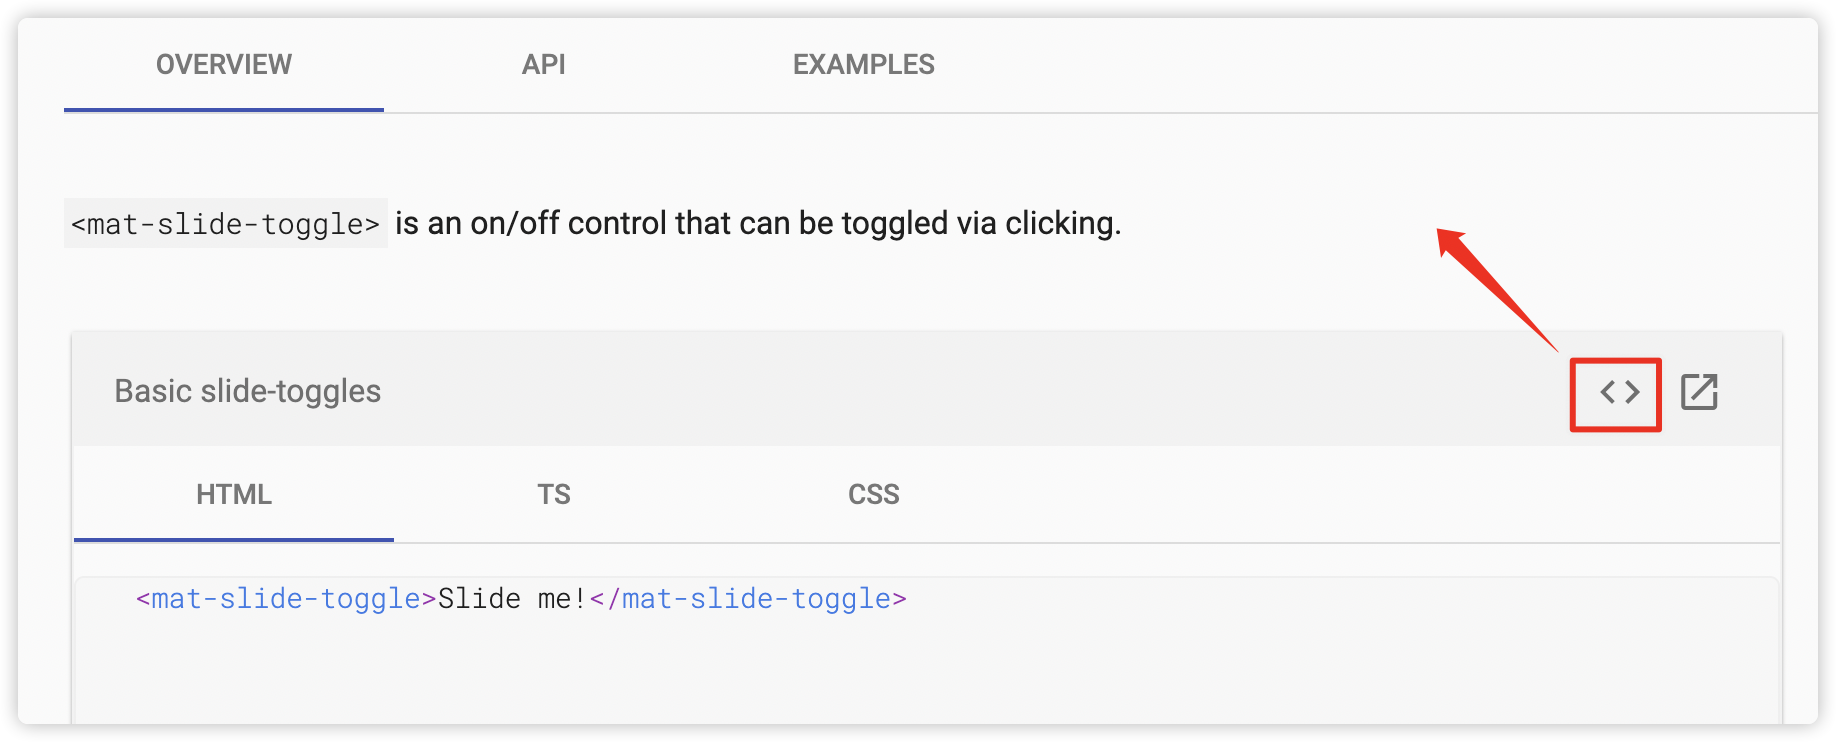 OVERVIEW API EXAMPLES
<mat-slide-toggle> is an on/off control that can be toggled via clicking.
Basic slide-toggles
HTML TS CSS
<mat-slide-toggle>Slide me!</mat-slide-toggle>